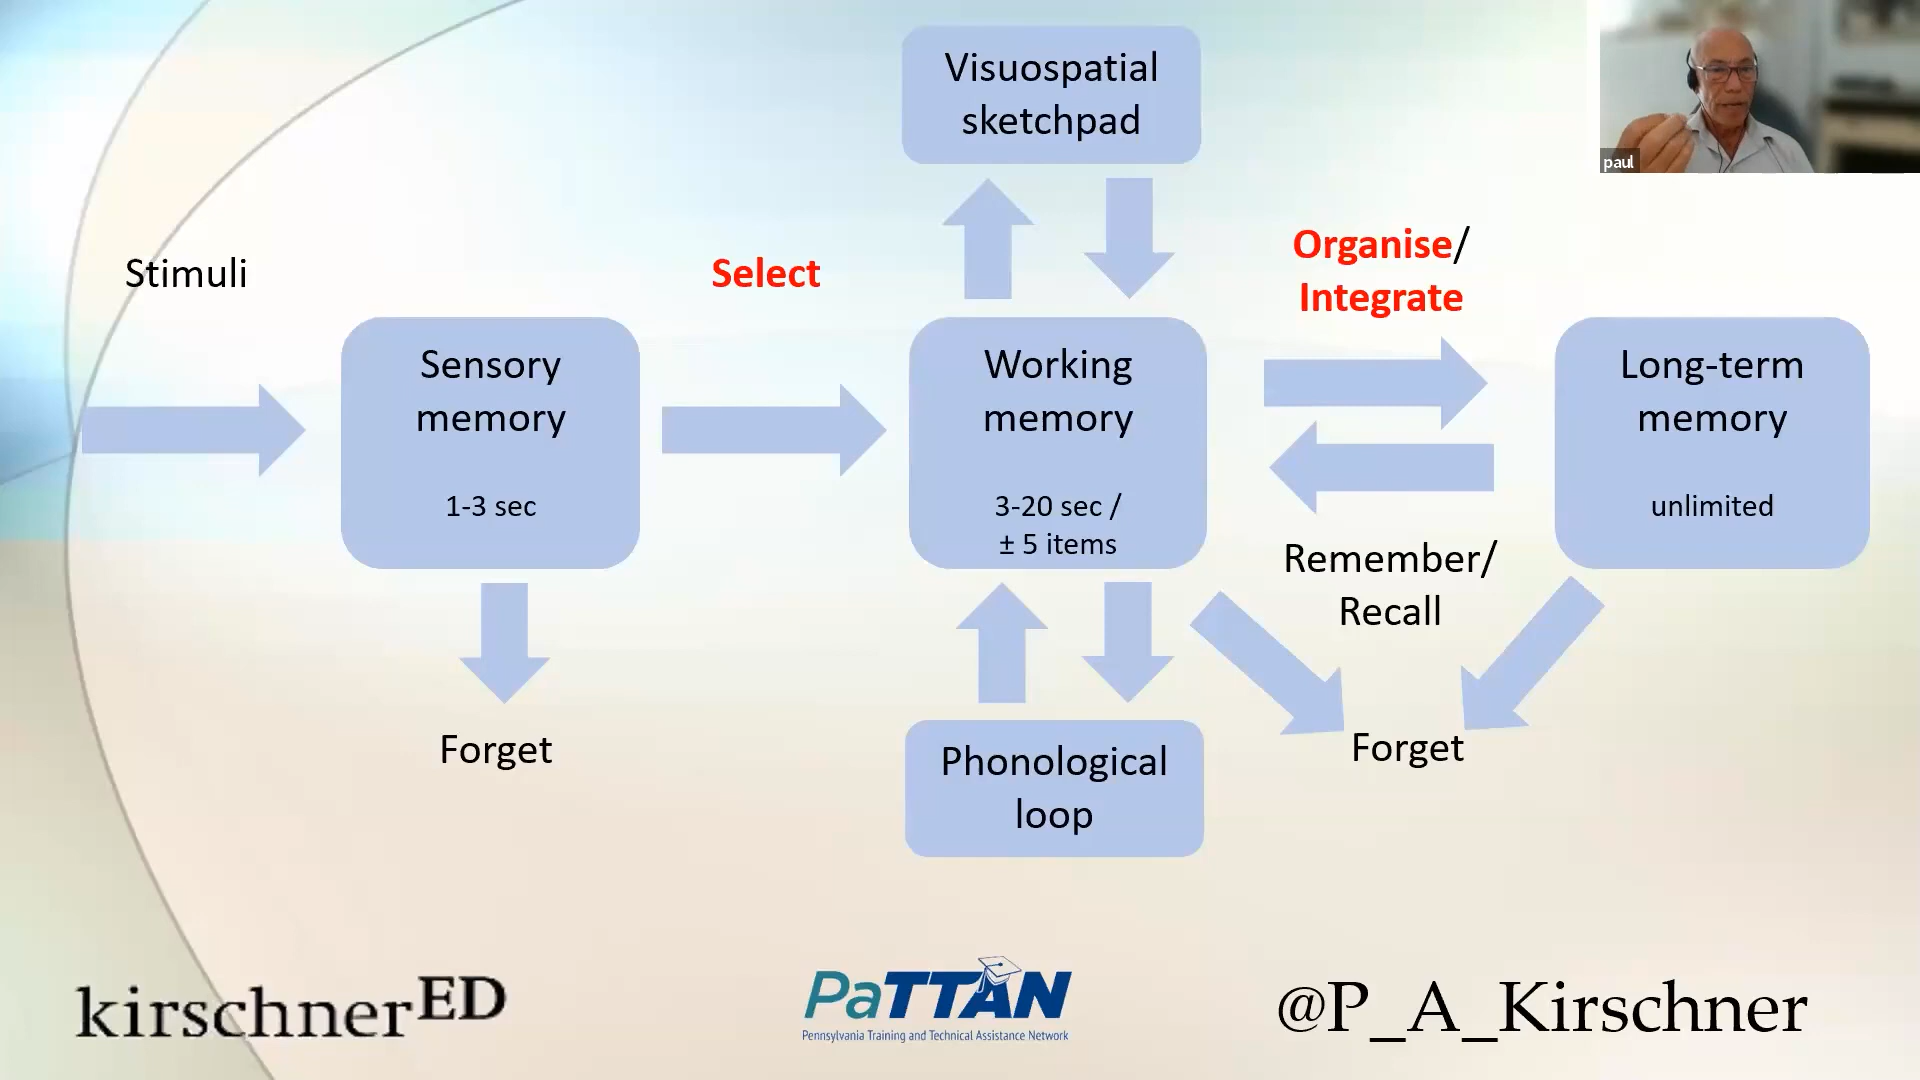 Visuospatial
sketchpad
paul
Stimuli
Select
Organise/
Integrate
Sensory
memory
1-3 sec
Working
memory
3-20 sec /
± 5 items
Long-term
memory
unlimited
Remember/
Recall
Forget
Phonological
loop
Forget
kirschnerED
PaTTAN
Pennsylvania Training and Technical Assistance Network
@P_A_Kirschner